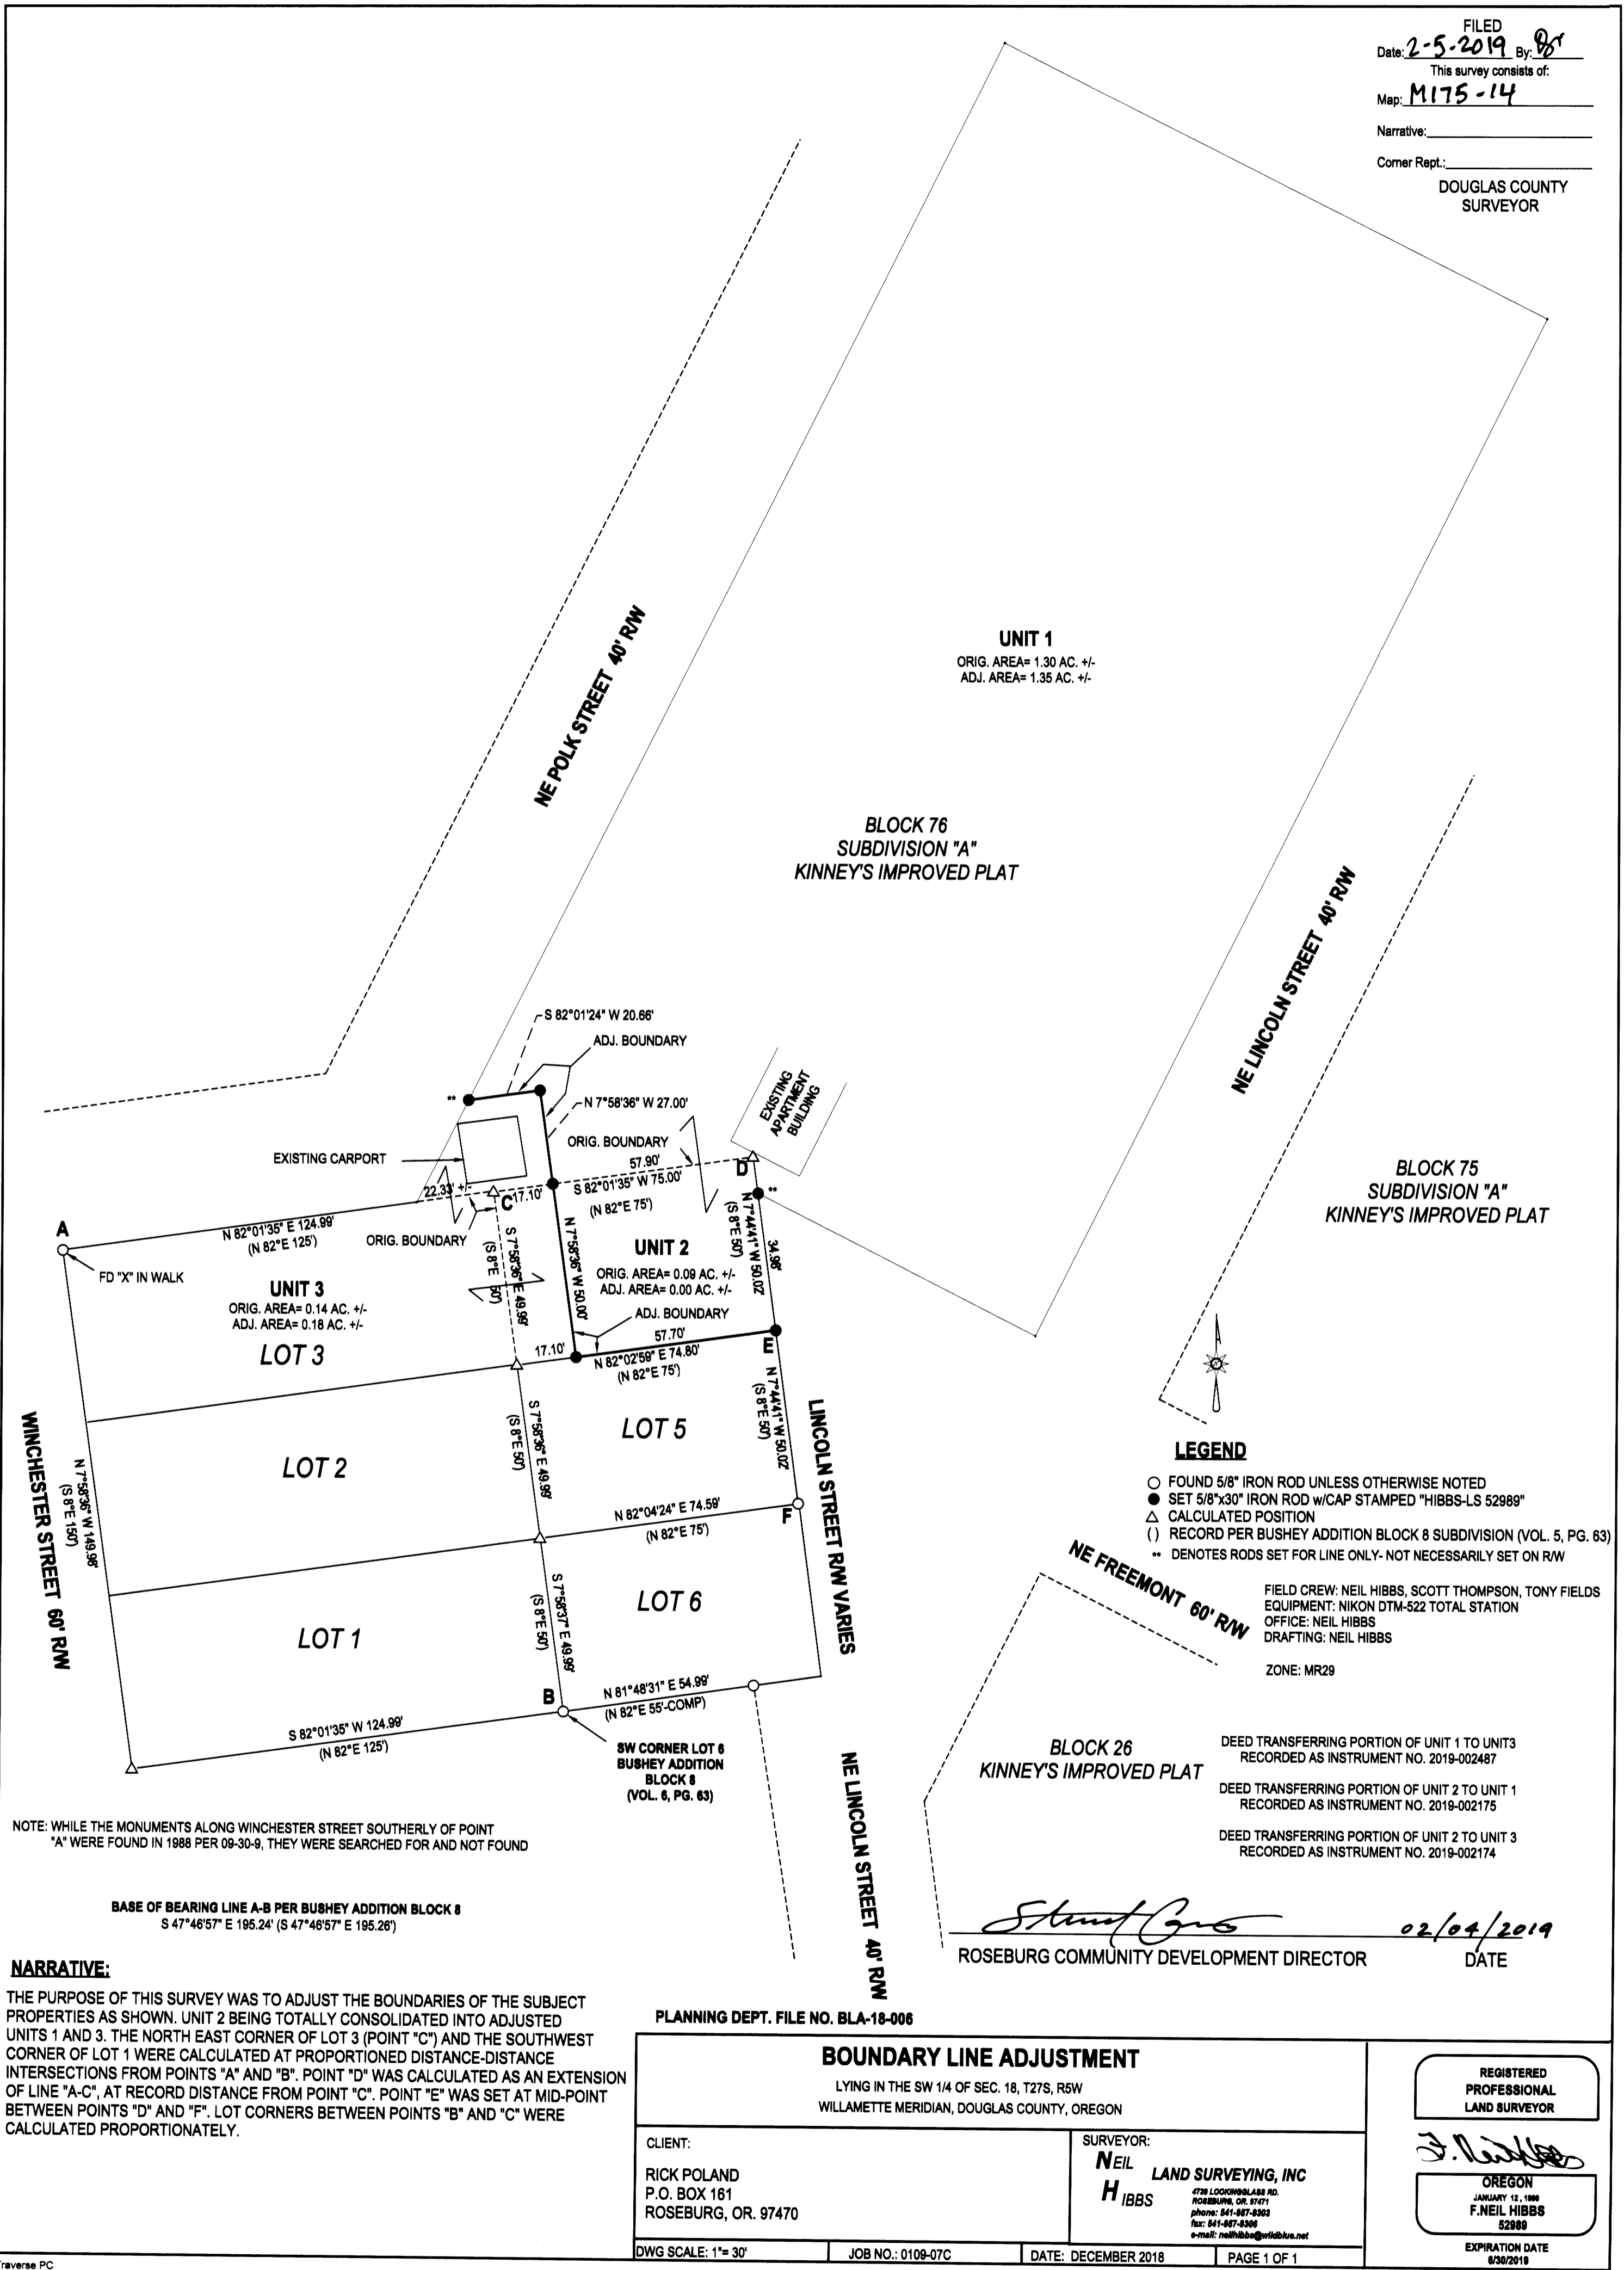 FILED
Date: 2-5-2019 By:
This survey consists of:
Map: M175-14
Narrative:
Corner Rept.:
DOUGLAS COUNTY
SURVEYOR
NE POLK STREET 40' R/W
UNIT 1
ORIG. AREA= 1.30 AC. +/-
ADJ. AREA= 1.35 AC. +/-
BLOCK 76
SUBDIVISION "A"
KINNEY'S IMPROVED PLAT
NE LINCOLN STREET 40' R/W
S 82°01'24" W 20.66'
ADJ. BOUNDARY
**
N 7°58'36" W 27.00'
EXISTING
APARTMENT
BUILDING
ORIG. BOUNDARY
EXISTING CARPORT
57.90'
D
22.33' +/-
C
17.10'
S 82°01'35" W 75.00'
(N 82°E 75')
**
BLOCK 75
SUBDIVISION "A"
KINNEY'S IMPROVED PLAT
A
N 82°01'35" E 124.99'
(N 82°E 125')
ORIG. BOUNDARY
FD "X" IN WALK
S 7°58'36" E 49.99'
(S 8°E 50')
N 7°58'36" W 50.00'
N 7°44'41" W 50.02'
(S 8°E 50')
34.98'
UNIT 2
ORIG. AREA= 0.09 AC. +/-
ADJ. AREA= 0.00 AC. +/-
UNIT 3
ORIG. AREA= 0.14 AC. +/-
ADJ. AREA= 0.18 AC. +/-
LOT 3
ADJ. BOUNDARY
57.70'
E
17.10'
N 82°02'59" E 74.80'
(N 82°E 75')
WINCHESTER STREET 60' R/W
N 7°58'36" W 149.98'
(S 8°E 150')
LOT 2
S 7°58'36" E 49.99'
(S 8°E 50')
LOT 5
N 7°44'41" W 50.02'
(S 8°E 50')
LINCOLN STREET R/W VARIES
N 82°04'24" E 74.59'
(N 82°E 75')
F
LOT 1
S 7°58'37" E 49.99'
(S 8°E 50')
LOT 6
B
N 81°48'31" E 54.99'
(N 82°E 55'-COMP)
S 82°01'35" W 124.99'
(N 82°E 125')
SW CORNER LOT 6
BUSHEY ADDITION
BLOCK 8
(VOL. 6, PG. 63)
NE LINCOLN STREET 40' R/W
LEGEND
FOUND 5/8" IRON ROD UNLESS OTHERWISE NOTED
SET 5/8"x30" IRON ROD w/CAP STAMPED "HIBBS-LS 52989"
CALCULATED POSITION
( ) RECORD PER BUSHEY ADDITION BLOCK 8 SUBDIVISION (VOL. 5, PG. 63)
** DENOTES RODS SET FOR LINE ONLY- NOT NECESSARILY SET ON R/W
NE FREEMONT 60' R/W
FIELD CREW: NEIL HIBBS, SCOTT THOMPSON, TONY FIELDS
EQUIPMENT: NIKON DTM-522 TOTAL STATION
OFFICE: NEIL HIBBS
DRAFTING: NEIL HIBBS
ZONE: MR29
BLOCK 26
KINNEY'S IMPROVED PLAT
DEED TRANSFERRING PORTION OF UNIT 1 TO UNIT3
RECORDED AS INSTRUMENT NO. 2019-002487
DEED TRANSFERRING PORTION OF UNIT 2 TO UNIT 1
RECORDED AS INSTRUMENT NO. 2019-002175
DEED TRANSFERRING PORTION OF UNIT 2 TO UNIT 3
RECORDED AS INSTRUMENT NO. 2019-002174
02/04/2019
ROSEBURG COMMUNITY DEVELOPMENT DIRECTOR DATE
NOTE: WHILE THE MONUMENTS ALONG WINCHESTER STREET SOUTHERLY OF POINT
"A" WERE FOUND IN 1988 PER 09-30-9, THEY WERE SEARCHED FOR AND NOT FOUND
BASE OF BEARING LINE A-B PER BUSHEY ADDITION BLOCK 8
S 47°46'57" E 195.24' (S 47°46'57" E 195.26')
NARRATIVE:
THE PURPOSE OF THIS SURVEY WAS TO ADJUST THE BOUNDARIES OF THE SUBJECT
PROPERTIES AS SHOWN. UNIT 2 BEING TOTALLY CONSOLIDATED INTO ADJUSTED
UNITS 1 AND 3. THE NORTH EAST CORNER OF LOT 3 (POINT "C") AND THE SOUTHWEST
CORNER OF LOT 1 WERE CALCULATED AT PROPORTIONED DISTANCE-DISTANCE
INTERSECTIONS FROM POINTS "A" AND "B". POINT "D" WAS CALCULATED AS AN EXTENSION
OF LINE "A-C", AT RECORD DISTANCE FROM POINT "C". POINT "E" WAS SET AT MID-POINT
BETWEEN POINTS "D" AND "F". LOT CORNERS BETWEEN POINTS "B" AND "C" WERE
CALCULATED PROPORTIONATELY.
PLANNING DEPT. FILE NO. BLA-18-006
BOUNDARY LINE ADJUSTMENT
LYING IN THE SW 1/4 OF SEC. 18, T27S, R5W
WILLAMETTE MERIDIAN, DOUGLAS COUNTY, OREGON
CLIENT:
RICK POLAND
P.O. BOX 161
ROSEBURG, OR. 97470
SURVEYOR:
NEIL HIBBS LAND SURVEYING, INC
4739 LOOKINGGLASS RD.
ROSEBURG, OR. 97471
phone: 541-957-9303
fax: 541-957-9306
e-mail: neilhibbs@wildblue.net
DWG SCALE: 1"= 30' JOB NO.: 0109-07C DATE: DECEMBER 2018 PAGE 1 OF 1
REGISTERED
PROFESSIONAL
LAND SURVEYOR
OREGON
JANUARY 12, 1999
F.NEIL HIBBS
52989
EXPIRATION DATE
6/30/2019
raverse PC